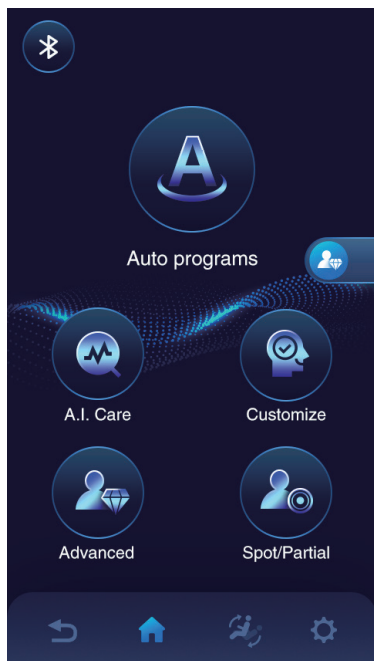 A
Auto programs
A.I. Care
Customize
Advanced
Spot/Partial